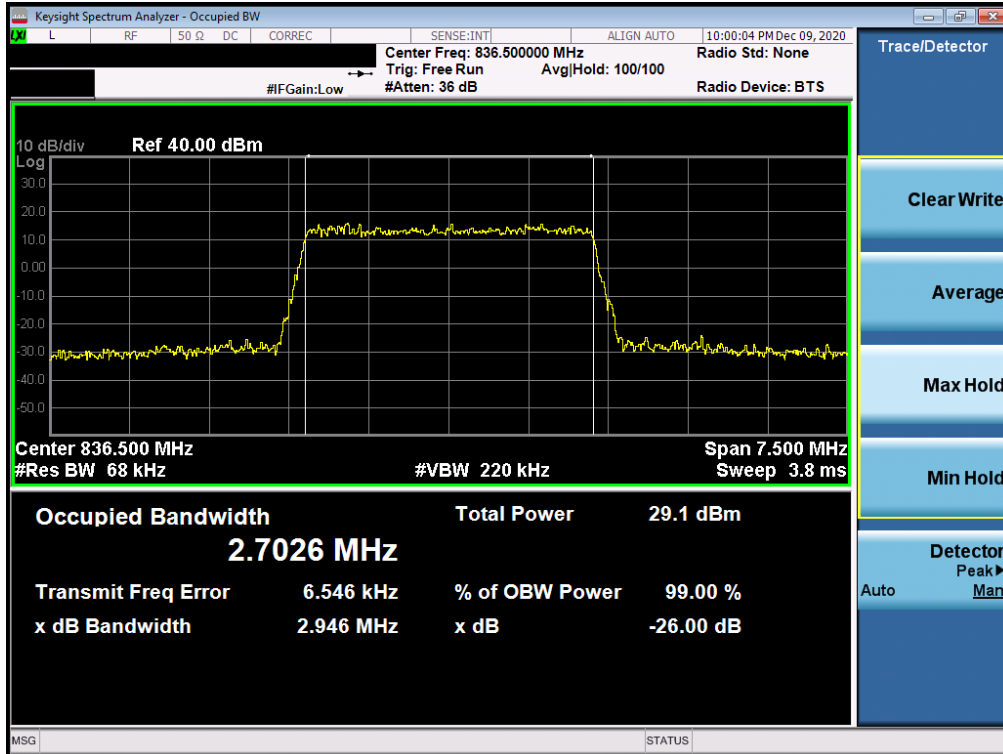 Keysight Spectrum Analyzer - Occupied BW
LXI L RF 50 Ω DC CORREC SENSE:INT ALIGN AUTO 10:00:04 PM Dec 09, 2020
Center Freq: 836.500000 MHz Radio Std: None
Trig: Free Run Avg|Hold: 100/100
#IFGain:Low #Atten: 36 dB Radio Device: BTS
10 dB/div Ref 40.00 dBm
Log
30.0
20.0
10.0
0.00
-10.0
-20.0
-30.0
-40.0
-50.0
Center 836.500 MHz Span 7.500 MHz
#Res BW 68 kHz #VBW 220 kHz Sweep 3.8 ms
Occupied Bandwidth Total Power 29.1 dBm
2.7026 MHz
Transmit Freq Error 6.546 kHz % of OBW Power 99.00 %
x dB Bandwidth 2.946 MHz x dB -26.00 dB
MSG STATUS
Trace/Detector
Clear Write
Average
Max Hold
Min Hold
Detector
Peak▶
Auto Man